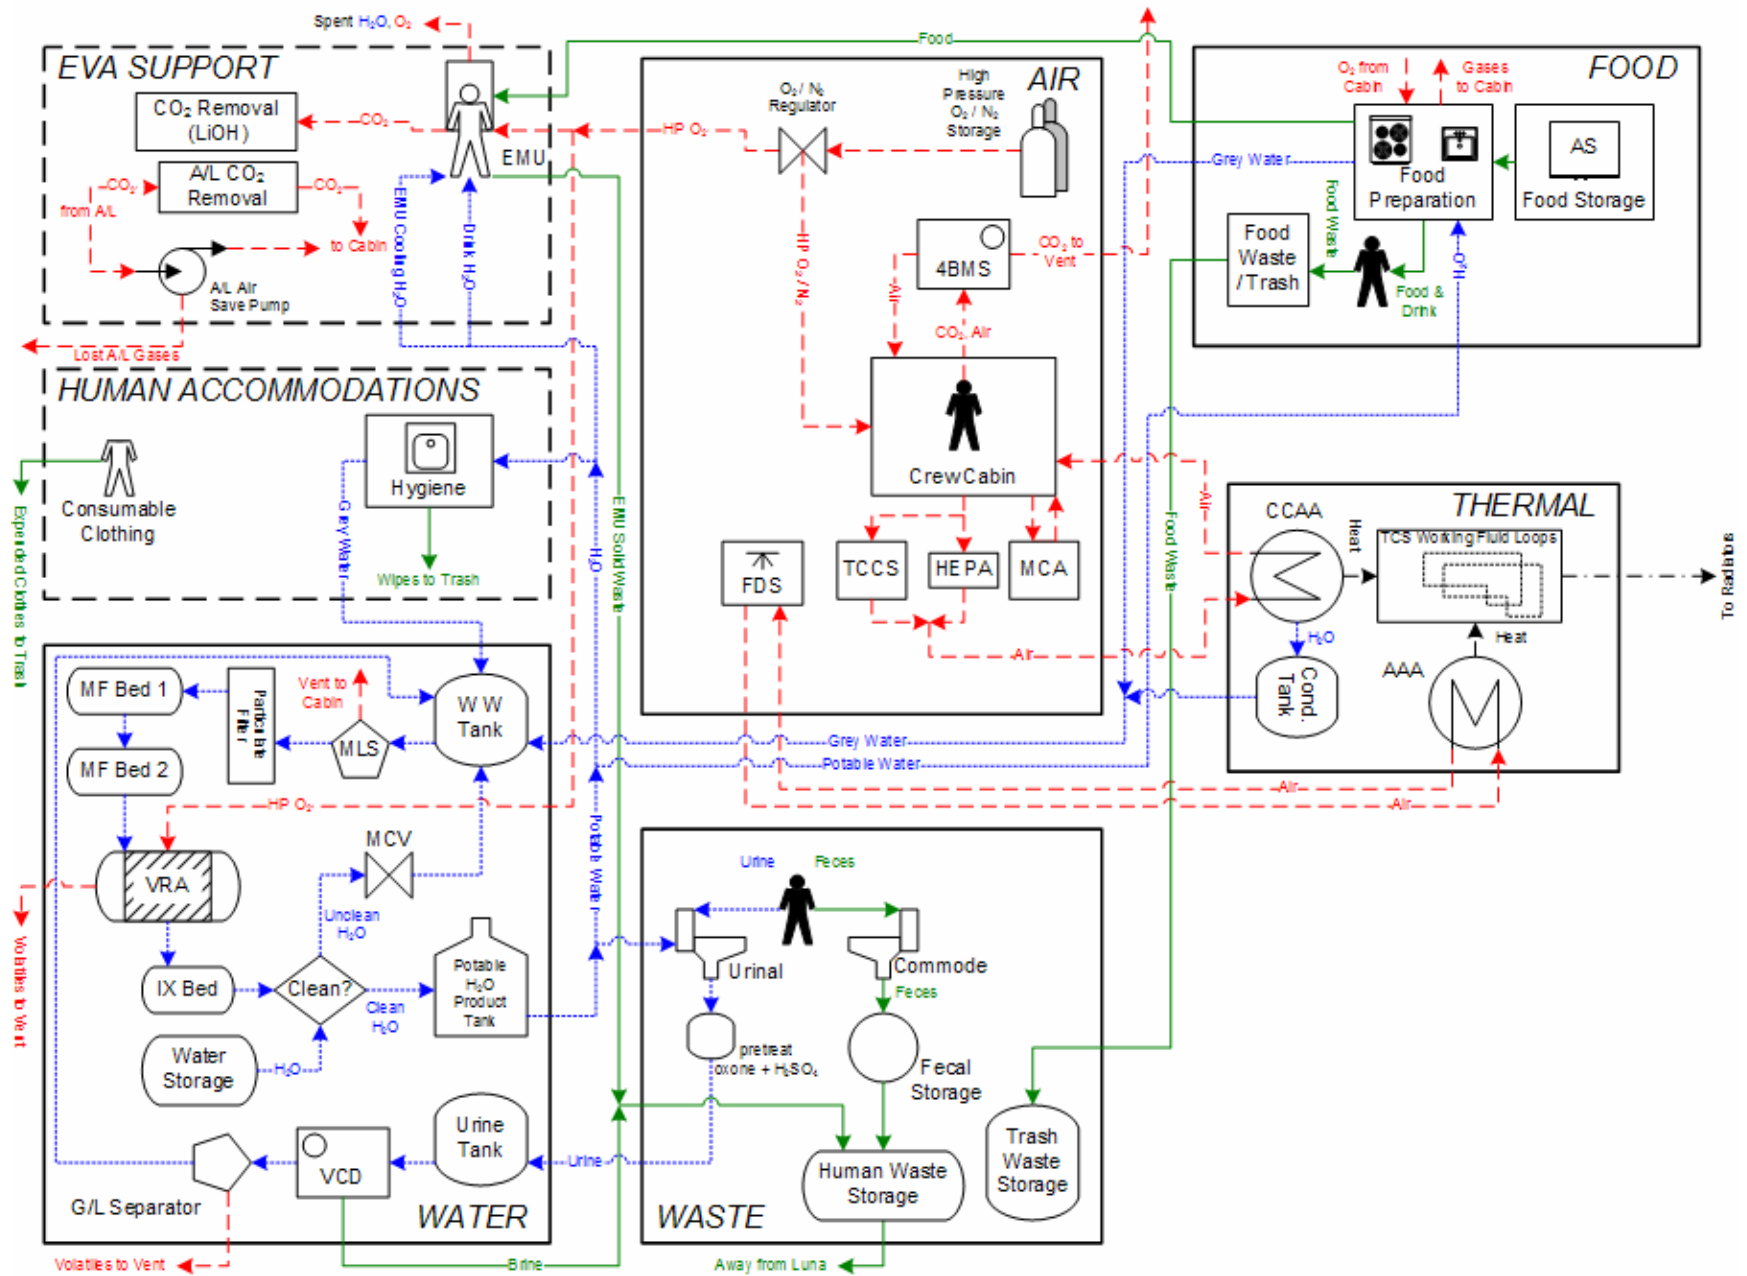 Spent H₂O, O₂
EVA SUPPORT
CO₂ Removal
(LiOH)
CO₂
EMU
A/L CO₂
Removal
CO₂
CO₂
from A/L
to Cabin
A/L Air
Save Pump
EMU Cooling H₂O
Drink H₂O
Lost A/L Gases
Food
AIR
O₂ / N₂
Regulator
High
Pressure
O₂ / N₂
Storage
HP O₂
HP O₂ / N₂
4BMS
CO₂ to
Vent
Air
CO₂, Air
Crew Cabin
FDS
TCCS
HEPA
MCA
Air
FOOD
O₂ from
Cabin
Gases
to Cabin
Food
Preparation
AS
Food Storage
Grey Water
Food Waste
Food
Waste
/ Trash
Food &
Drink
H₂O
HUMAN ACCOMMODATIONS
Consumable
Clothing
Hygiene
Wipes to Trash
Grey Water
Expended Clothes to Trash
H₂O
EMU Solid Waste
Food Waste
THERMAL
CCAA
Heat
TCS Working Fluid Loops
To Radiators
Air
H₂O
Heat
Cond.
Tank
AAA
Air
Air
Grey Water
Potable Water
MF Bed 1
MF Bed 2
Particulate
Filter
Vent to
Cabin
MLS
WW
Tank
HP O₂
VRA
MCV
Unclean
H₂O
IX Bed
Clean?
Clean
H₂O
Potable
H₂O
Product
Tank
Potable Water
Water
Storage
H₂O
Volatiles to Vent
Urine
Tank
VCD
G/L Separator
WATER
Volatiles to Vent
Brine
Urine
Urine
Feces
Urinal
Commode
Feces
pretreat
oxone + H₂SO₄
Fecal
Storage
Human Waste
Storage
Trash
Waste
Storage
WASTE
Away from Luna